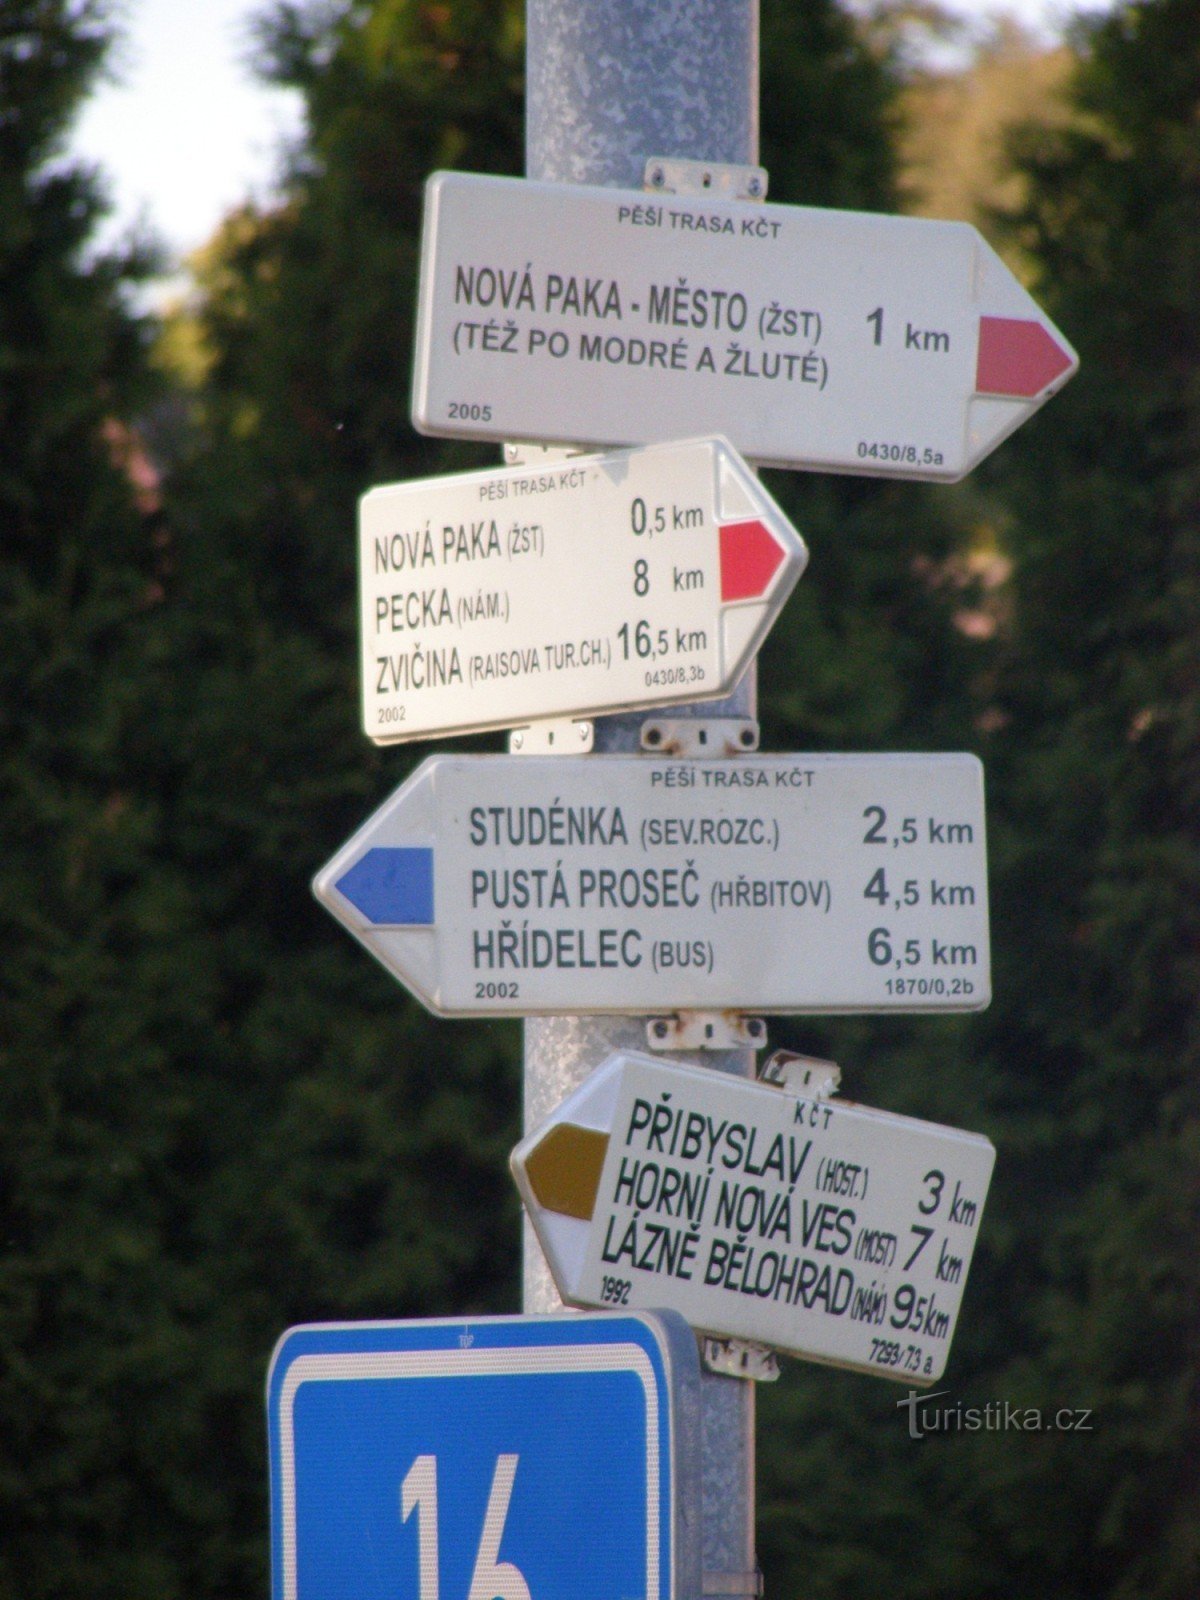 PĚŠÍ TRASA KČT
NOVÁ PAKA - MĚSTO (ŽST) 1 km
(TÉŽ PO MODRÉ A ŽLUTÉ)
2005 0430/8,5a
PĚŠÍ TRASA KČT
NOVÁ PAKA (ŽST) 0,5 km
PECKA (NÁM.) 8 km
ZVIČINA (RAISOVA TUR.CH.) 16,5 km
2002 0430/8,3b
PĚŠÍ TRASA KČT
STUDÉNKA (SEV.ROZC.) 2,5 km
PUSTÁ PROSEČ (HŘBITOV) 4,5 km
HŘÍDELEC (BUS) 6,5 km
2002 1870/0,2b
KČT
PŘIBYSLAV (HOST.) 3 km
HORNÍ NOVÁ VES (MOST) 7 km
LÁZNĚ BĚLOHRAD (NÁM.) 9,5 km
1992 7293/7.3 a
TOP
16
Turistika.cz